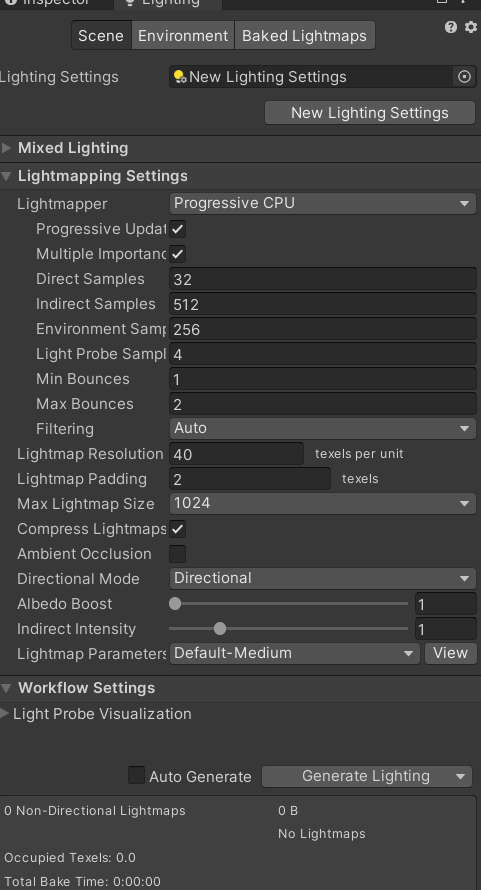 Inspector Lighting
Scene Environment Baked Lightmaps
Lighting Settings New Lighting Settings
New Lighting Settings
Mixed Lighting
Lightmapping Settings
Lightmapper Progressive CPU
Progressive Updat
Multiple Importanc
Direct Samples 32
Indirect Samples 512
Environment Samp 256
Light Probe Sampl 4
Min Bounces 1
Max Bounces 2
Filtering Auto
Lightmap Resolution 40 texels per unit
Lightmap Padding 2 texels
Max Lightmap Size 1024
Compress Lightmaps
Ambient Occlusion
Directional Mode Directional
Albedo Boost 1
Indirect Intensity 1
Lightmap Parameters Default-Medium View
Workflow Settings
Light Probe Visualization
Auto Generate Generate Lighting
0 Non-Directional Lightmaps 0 B
No Lightmaps
Occupied Texels: 0.0
Total Bake Time: 0:00:00